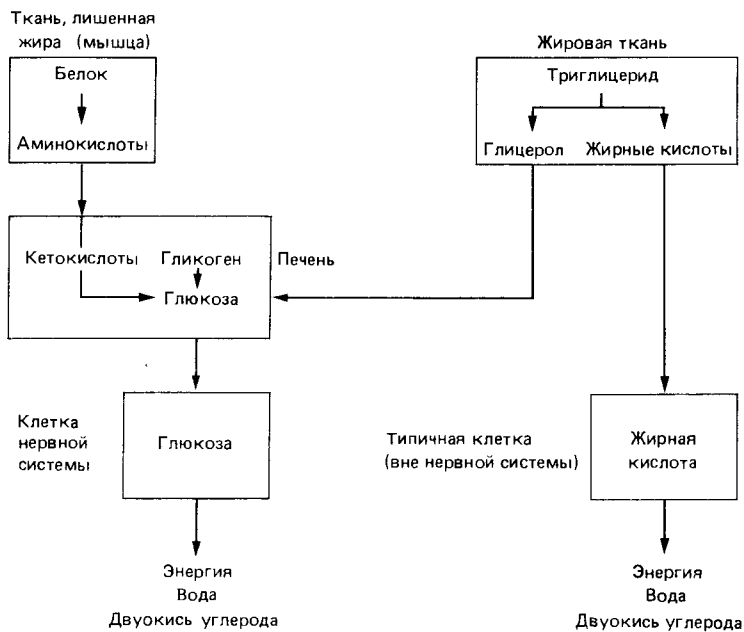 Ткань, лишенная
жира (мышца)
Белок
Аминокислоты
Жировая ткань
Триглицерид
Глицерол Жирные кислоты
Кетокислоты Гликоген
Глюкоза
Печень
Клетка
нервной
системы
Глюкоза
Типичная клетка
(вне нервной системы)
Жирная
кислота
Энергия
Вода
Двуокись углерода
Энергия
Вода
Двуокись углерода